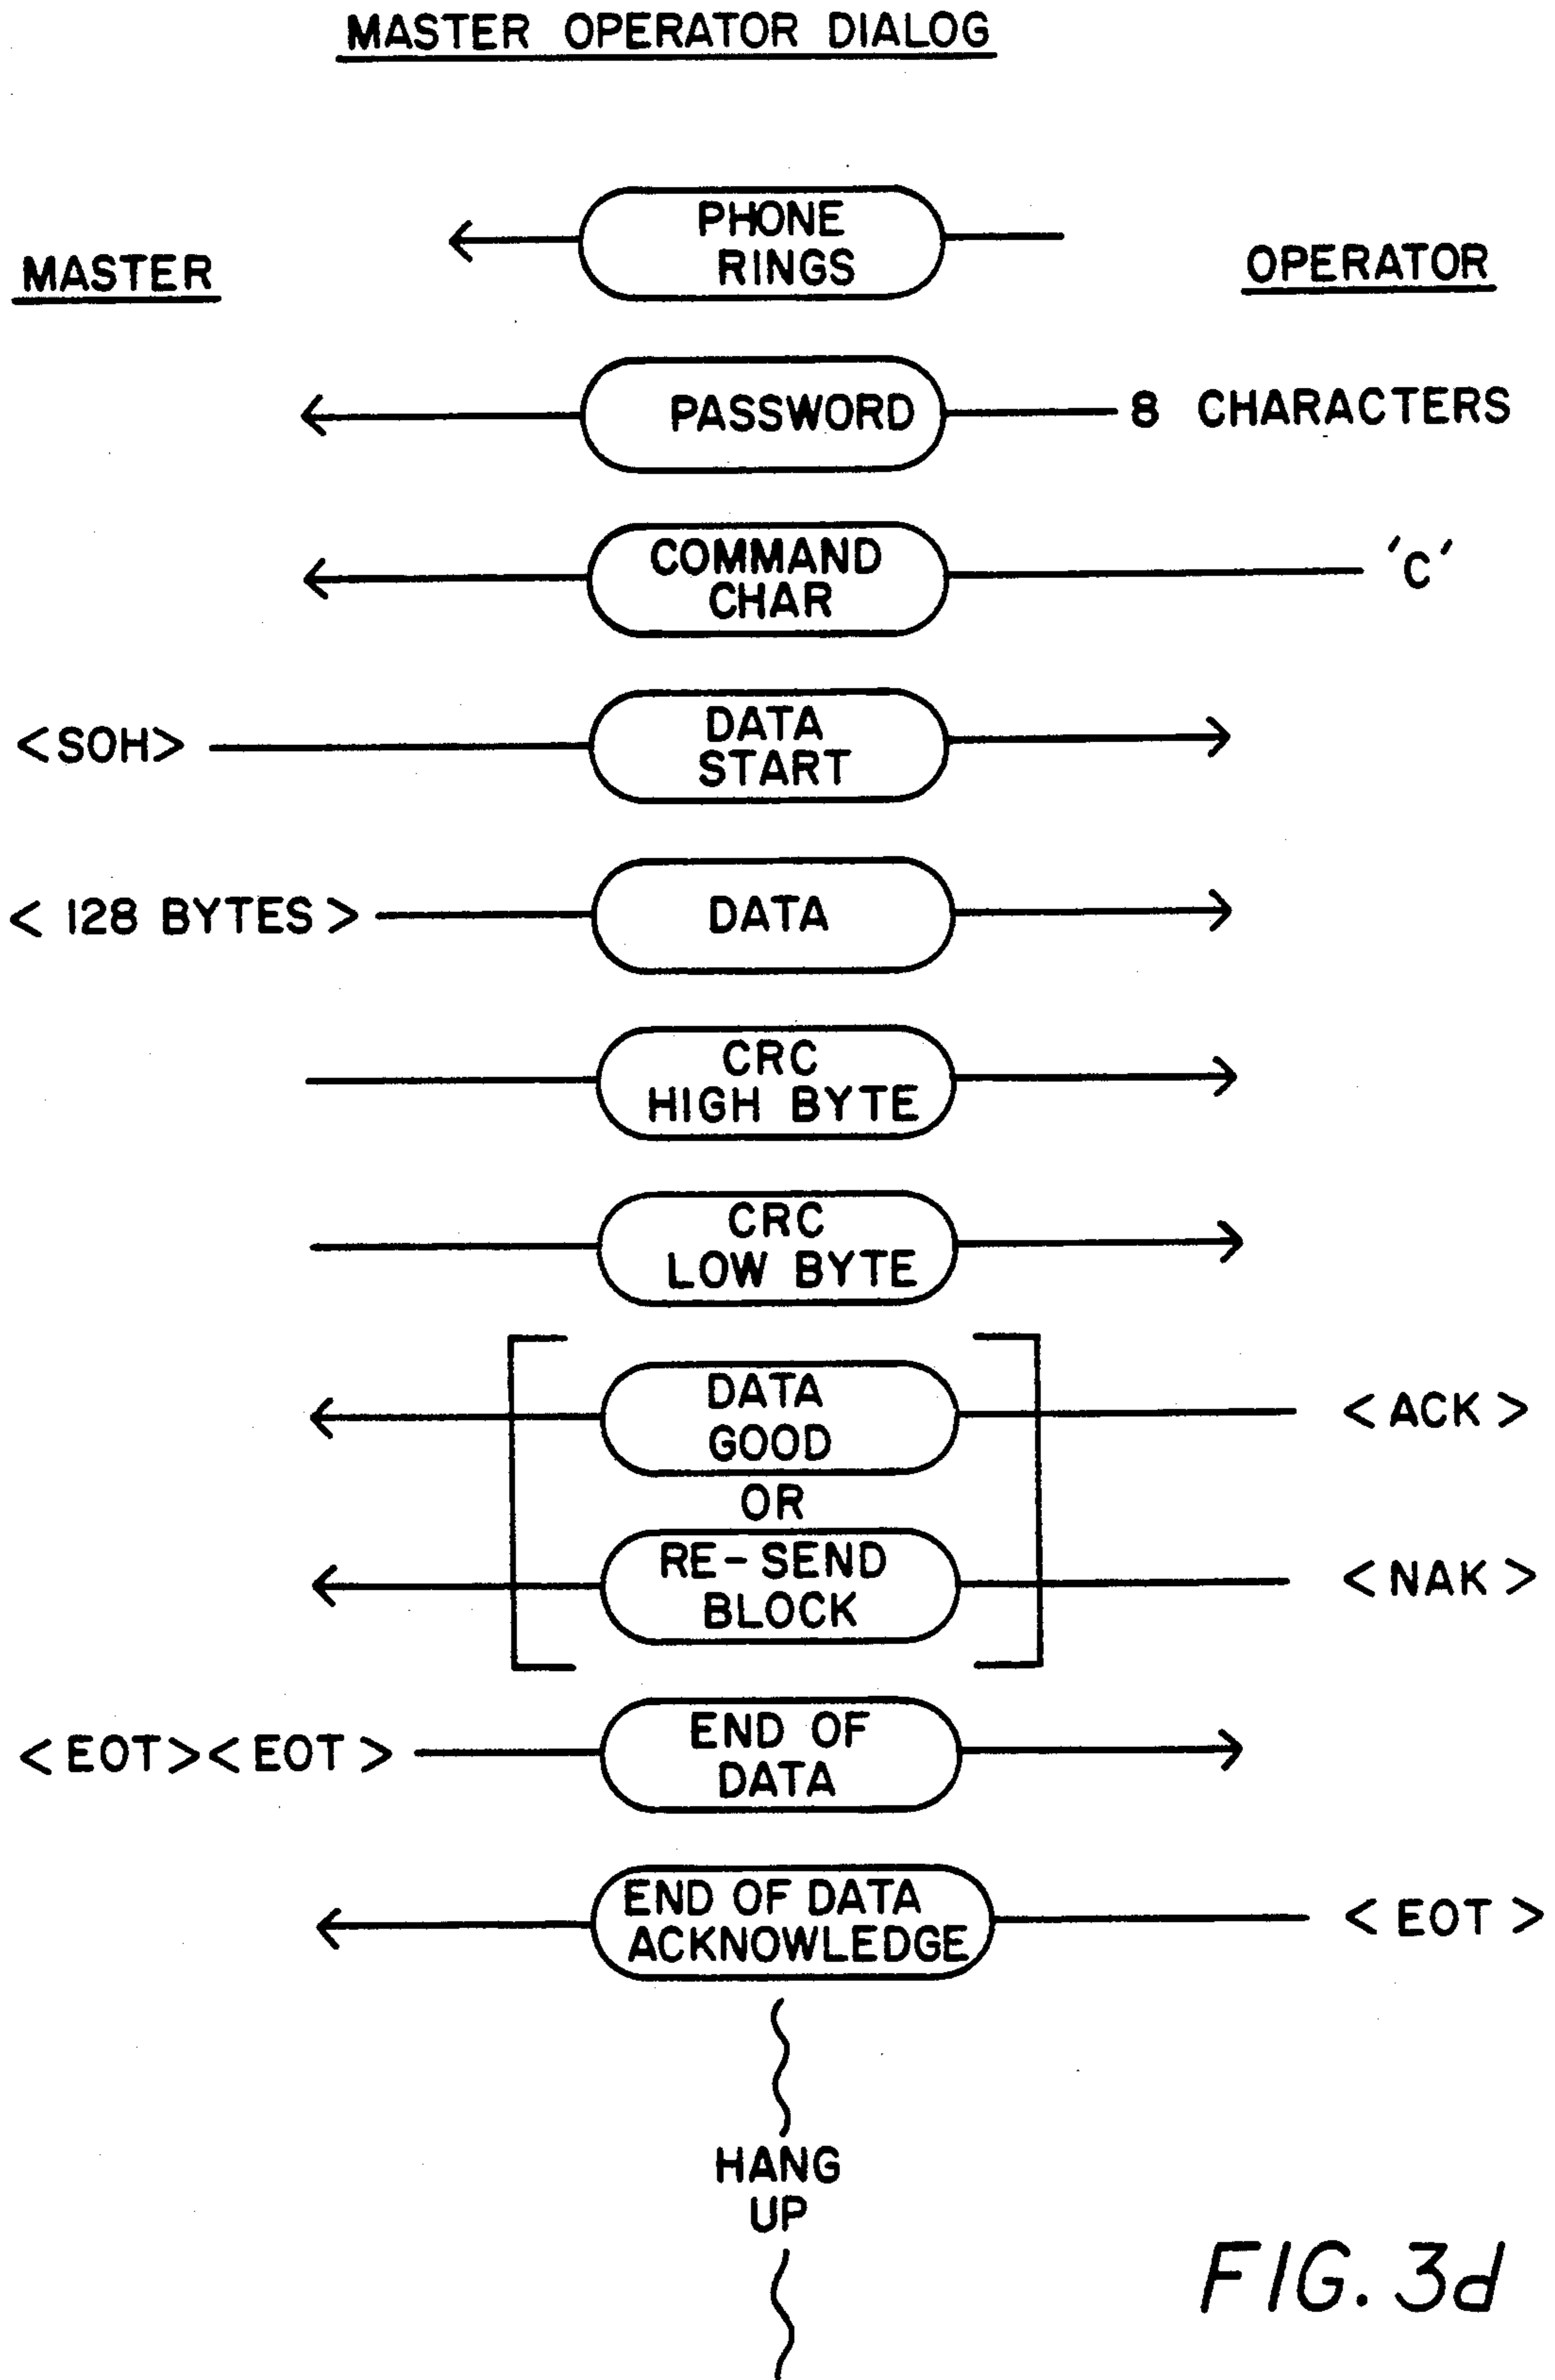 MASTER OPERATOR DIALOG
PHONE
RINGS
MASTER
OPERATOR
PASSWORD
8 CHARACTERS
COMMAND
CHAR
'C'
<SOH>
DATA
START
< 128 BYTES >
DATA
CRC
HIGH BYTE
CRC
LOW BYTE
DATA
GOOD
< ACK >
OR
RE-SEND
BLOCK
< NAK >
< EOT >< EOT >
END OF
DATA
END OF DATA
ACKNOWLEDGE
< EOT >
HANG
UP
FIG. 3d